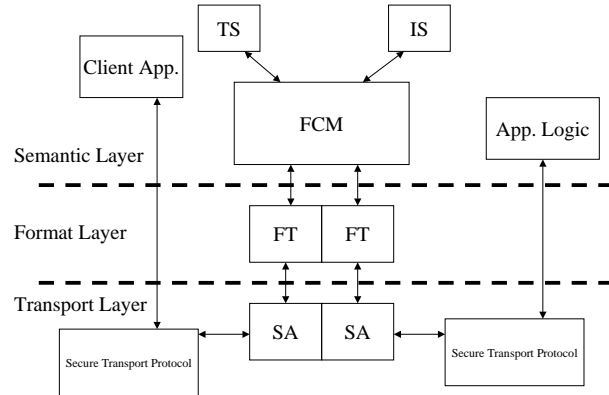 TS
IS
Client App.
FCM
App. Logic
Semantic Layer
Format Layer
FT
FT
Transport Layer
SA
SA
Secure Transport Protocol
Secure Transport Protocol